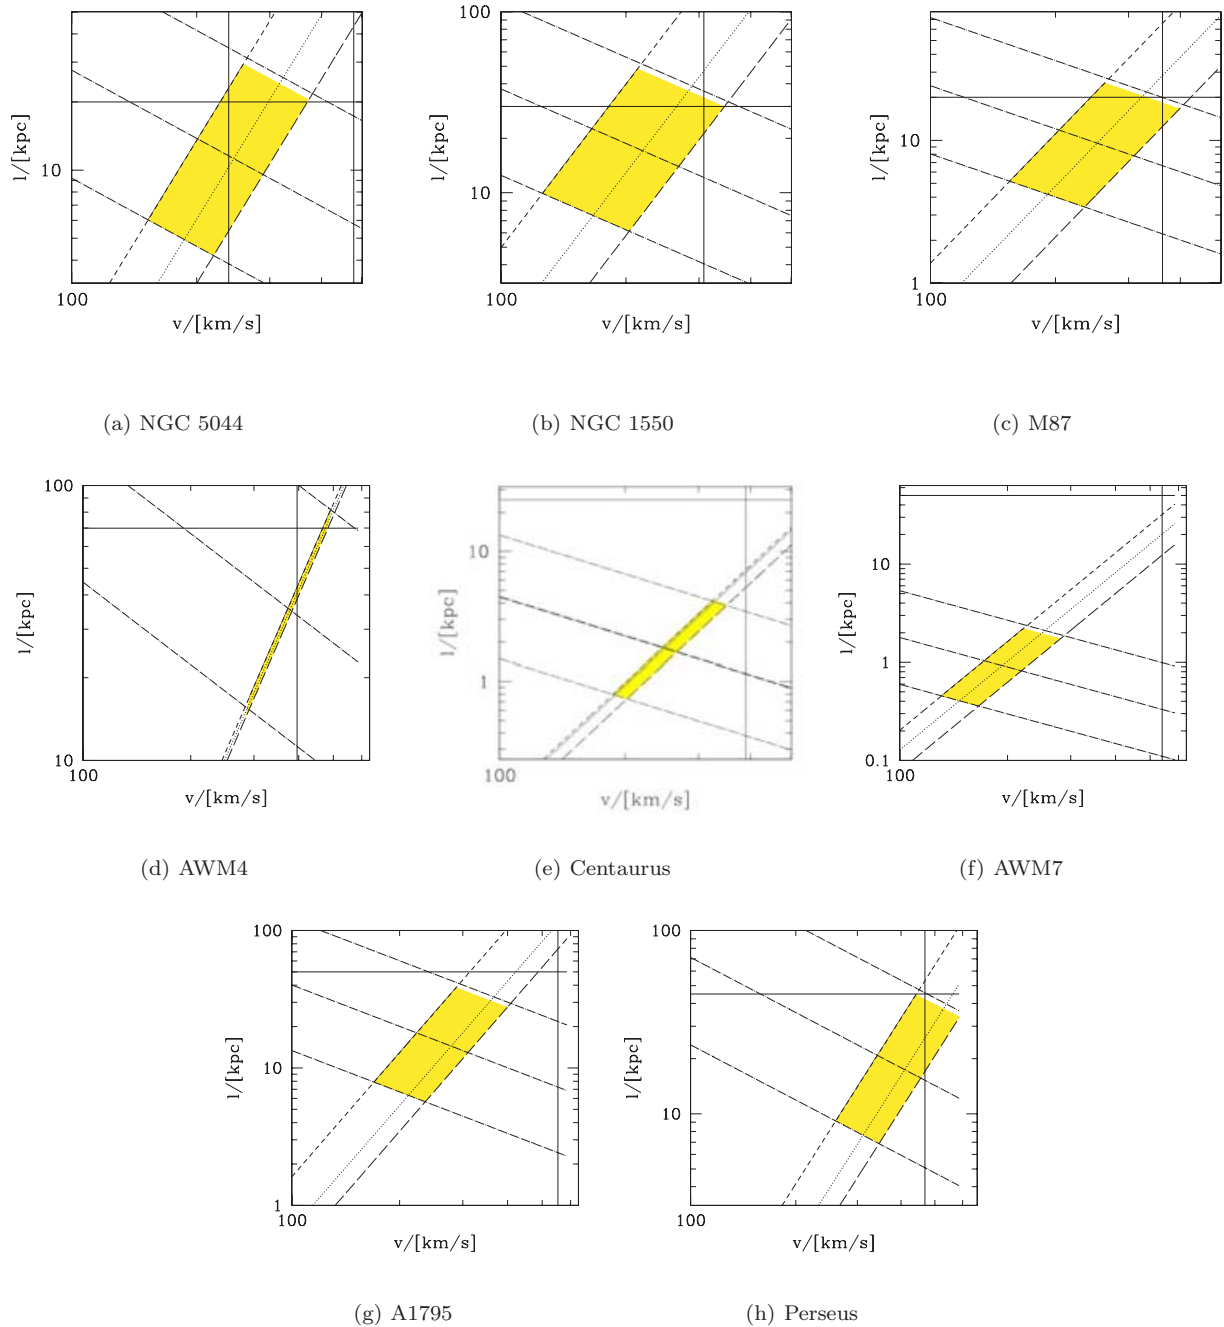 l/[kpc]
10
100
v/[km/s]
(a) NGC 5044
100
l/[kpc]
10
100
v/[km/s]
(b) NGC 1550
l/[kpc]
10
1
100
v/[km/s]
(c) M87
100
l/[kpc]
10
100
v/[km/s]
(d) AWM4
10
l/[kpc]
1
100
v/[km/s]
(e) Centaurus
10
l/[kpc]
1
0.1
100
v/[km/s]
(f) AWM7
100
l/[kpc]
10
1
100
v/[km/s]
(g) A1795
100
l/[kpc]
10
100
v/[km/s]
(h) Perseus